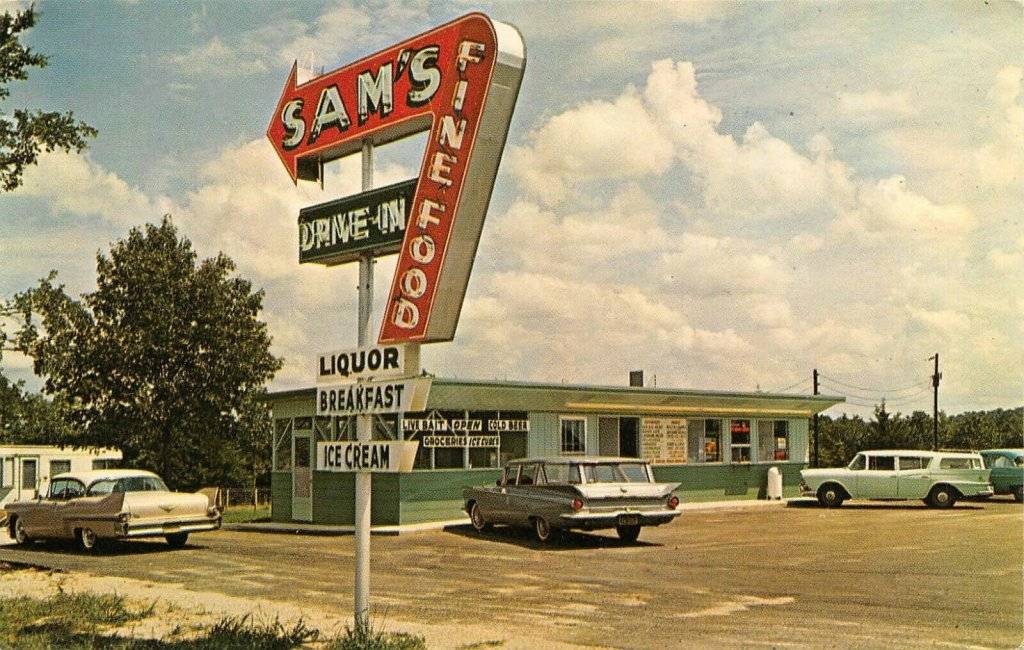 SAM'S
FINE FOOD
DRIVE-IN
LIQUOR
BREAKFAST
ICE CREAM
LIVE BAIT OPEN COLD BEER
GROCERIES ICE CUBES